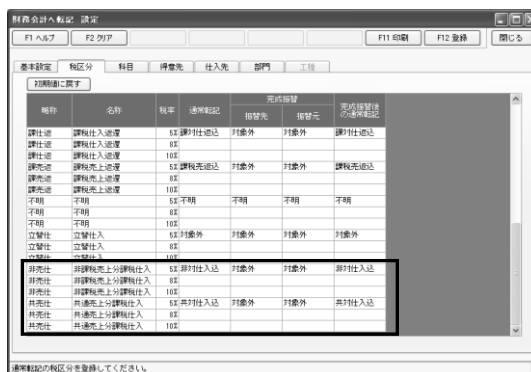 財務会計へ転記 設定
F1 ヘルプ F2 クリア F11 印刷 F12 登録 閉じる
基本設定 税区分 科目 得意先 仕入先 部門 工種
初期値に戻す
略称 名称 税率 通常転記 完成振替 完成振替後の通常転記
振替先 振替元
課仕返 課税仕入返還 5% 課対仕返込 対象外 対象外 課対仕返込
課仕返 課税仕入返還 8%
課仕返 課税仕入返還 10%
課売返 課税売上返還 5% 課税売返込 対象外 対象外 課税売返込
課売返 課税売上返還 8%
課売返 課税売上返還 10%
不明 不明 5% 不明 不明 不明 不明
不明 不明 8%
不明 不明 10%
立替仕 立替仕入 5% 対象外 対象外 対象外 対象外
立替仕 立替仕入 8%
立替仕 立替仕入 10%
非売仕 非課税売上分課税仕入 5% 非対仕入込 対象外 対象外 非対仕入込
非売仕 非課税売上分課税仕入 8%
非売仕 非課税売上分課税仕入 10%
共売仕 共通売上分課税仕入 5% 共対仕入込 対象外 対象外 共対仕入込
共売仕 共通売上分課税仕入 8%
共売仕 共通売上分課税仕入 10%
通常転記の税区分を登録してください。